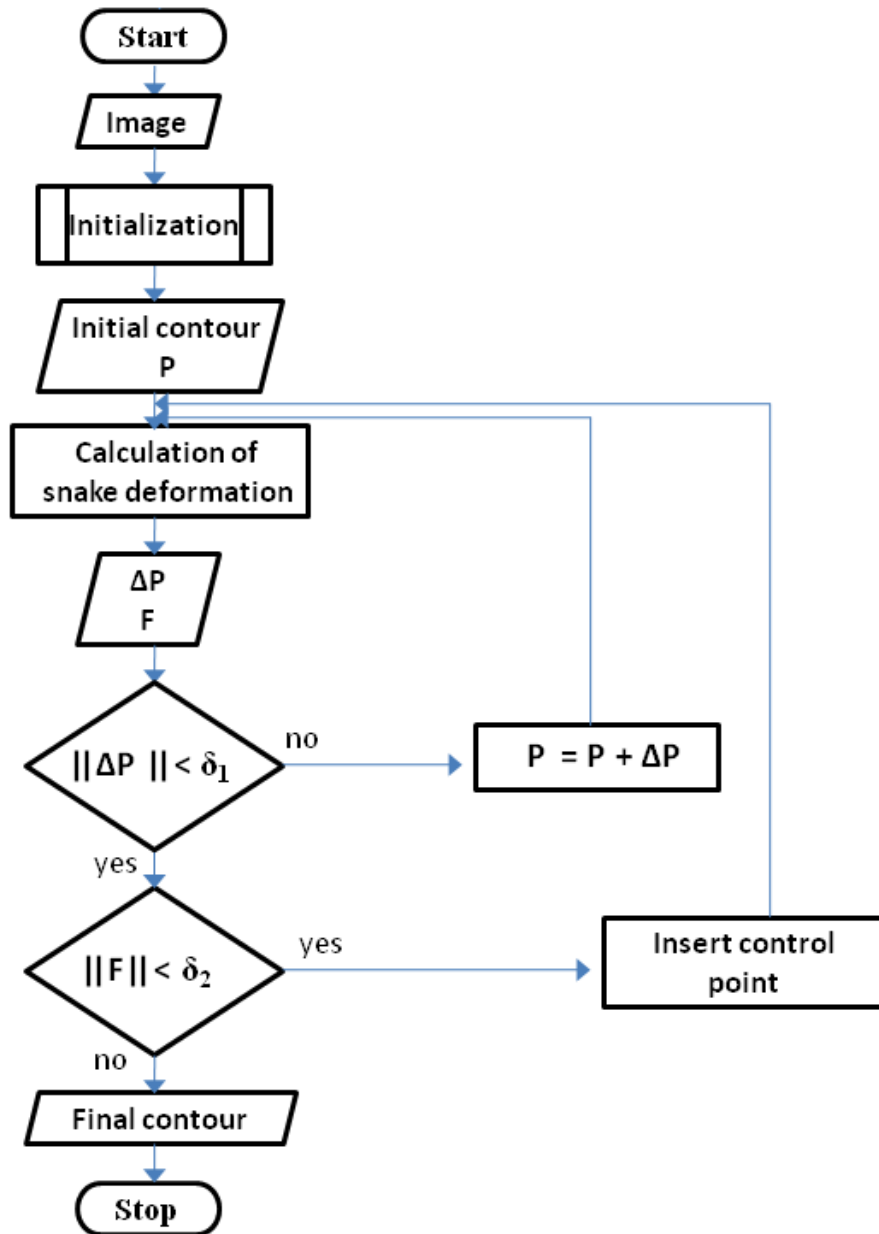 Start
Image
Initialization
Initial contour
P
Calculation of
snake deformation
ΔP
F
|| ΔP || < δ₁
no
P = P + ΔP
yes
|| F || < δ₂
yes
Insert control
point
no
Final contour
Stop